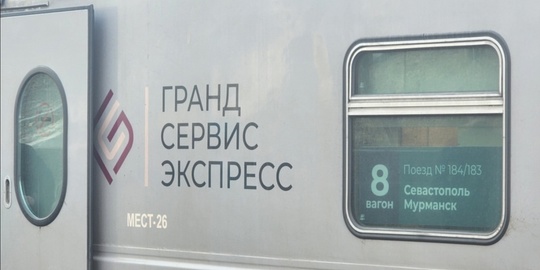 ГРАНД
СЕРВИС
ЭКСПРЕСС
МЕСТ-26
8
вагон
Поезд № 184/183
Севастополь
Мурманск